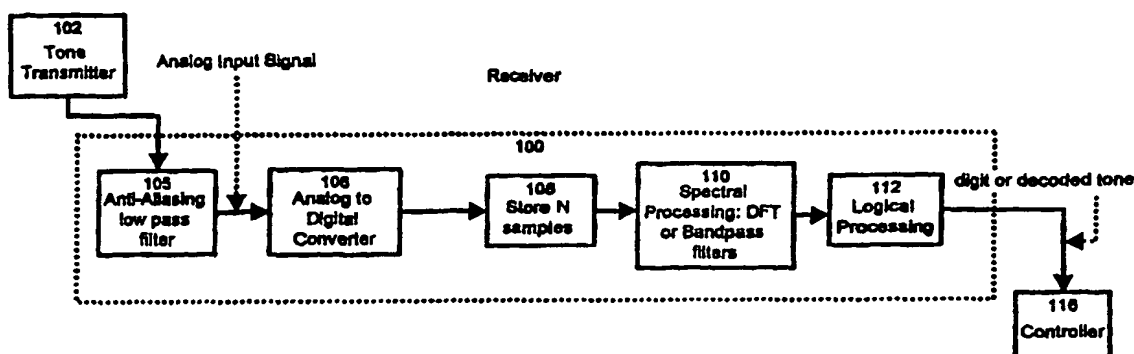 102
Tone
Transmitter
Analog Input Signal
Receiver
100
105
Anti-Aliasing
low pass
filter
106
Analog to
Digital
Converter
108
Store N
samples
110
Spectral
Processing: DFT
or Bandpass
filters
112
Logical
Processing
digit or decoded tone
116
Controller